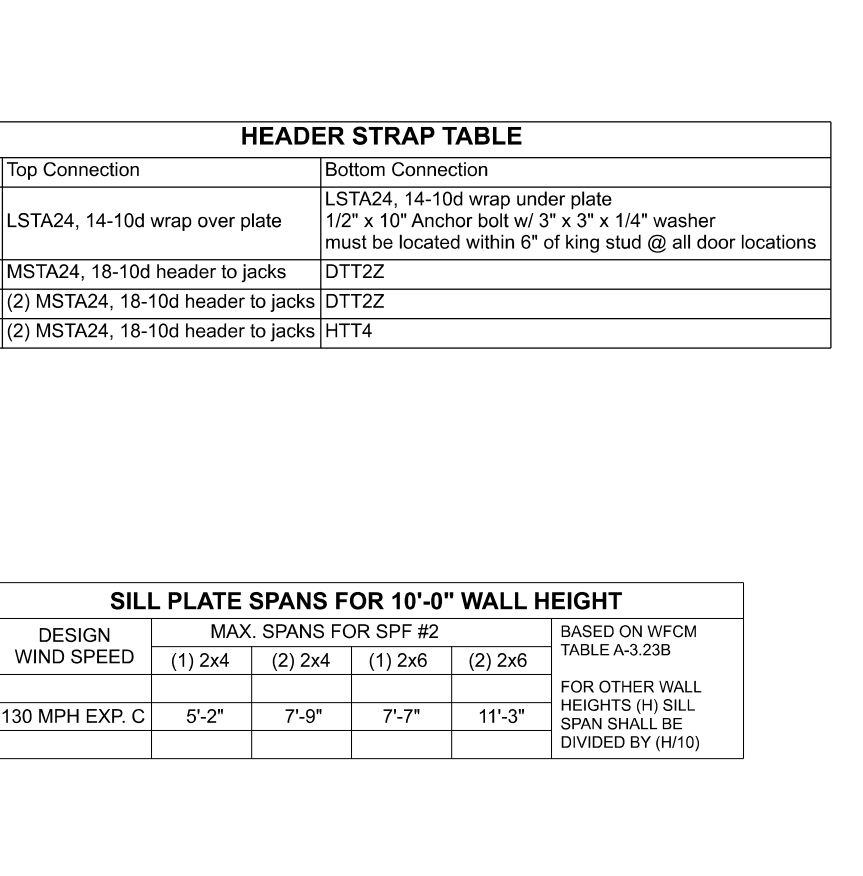 HEADER STRAP TABLE
Top Connection
Bottom Connection
LSTA24, 14-10d wrap over plate
LSTA24, 14-10d wrap under plate
1/2" x 10" Anchor bolt w/ 3" x 3" x 1/4" washer
must be located within 6" of king stud @ all door locations
MSTA24, 18-10d header to jacks
DTT2Z
(2) MSTA24, 18-10d header to jacks
DTT2Z
(2) MSTA24, 18-10d header to jacks
HTT4
SILL PLATE SPANS FOR 10'-0" WALL HEIGHT
DESIGN
WIND SPEED
MAX. SPANS FOR SPF #2
(1) 2x4
(2) 2x4
(1) 2x6
(2) 2x6
130 MPH EXP. C
5'-2"
7'-9"
7'-7"
11'-3"
BASED ON WFCM
TABLE A-3.23B
FOR OTHER WALL
HEIGHTS (H) SILL
SPAN SHALL BE
DIVIDED BY (H/10)